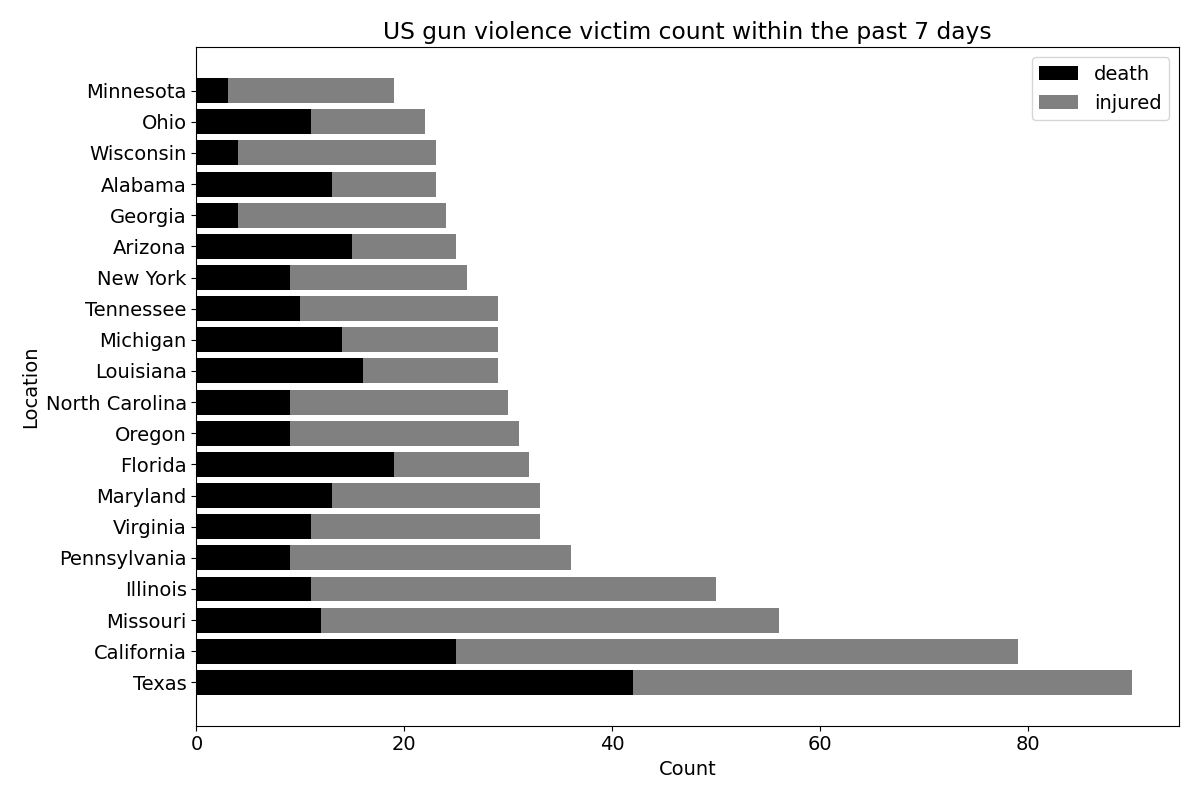 US gun violence victim count within the past 7 days
death
injured
Minnesota
Ohio
Wisconsin
Alabama
Georgia
Arizona
New York
Tennessee
Michigan
Louisiana
North Carolina
Oregon
Florida
Maryland
Virginia
Pennsylvania
Illinois
Missouri
California
Texas
Location
0 20 40 60 80
Count